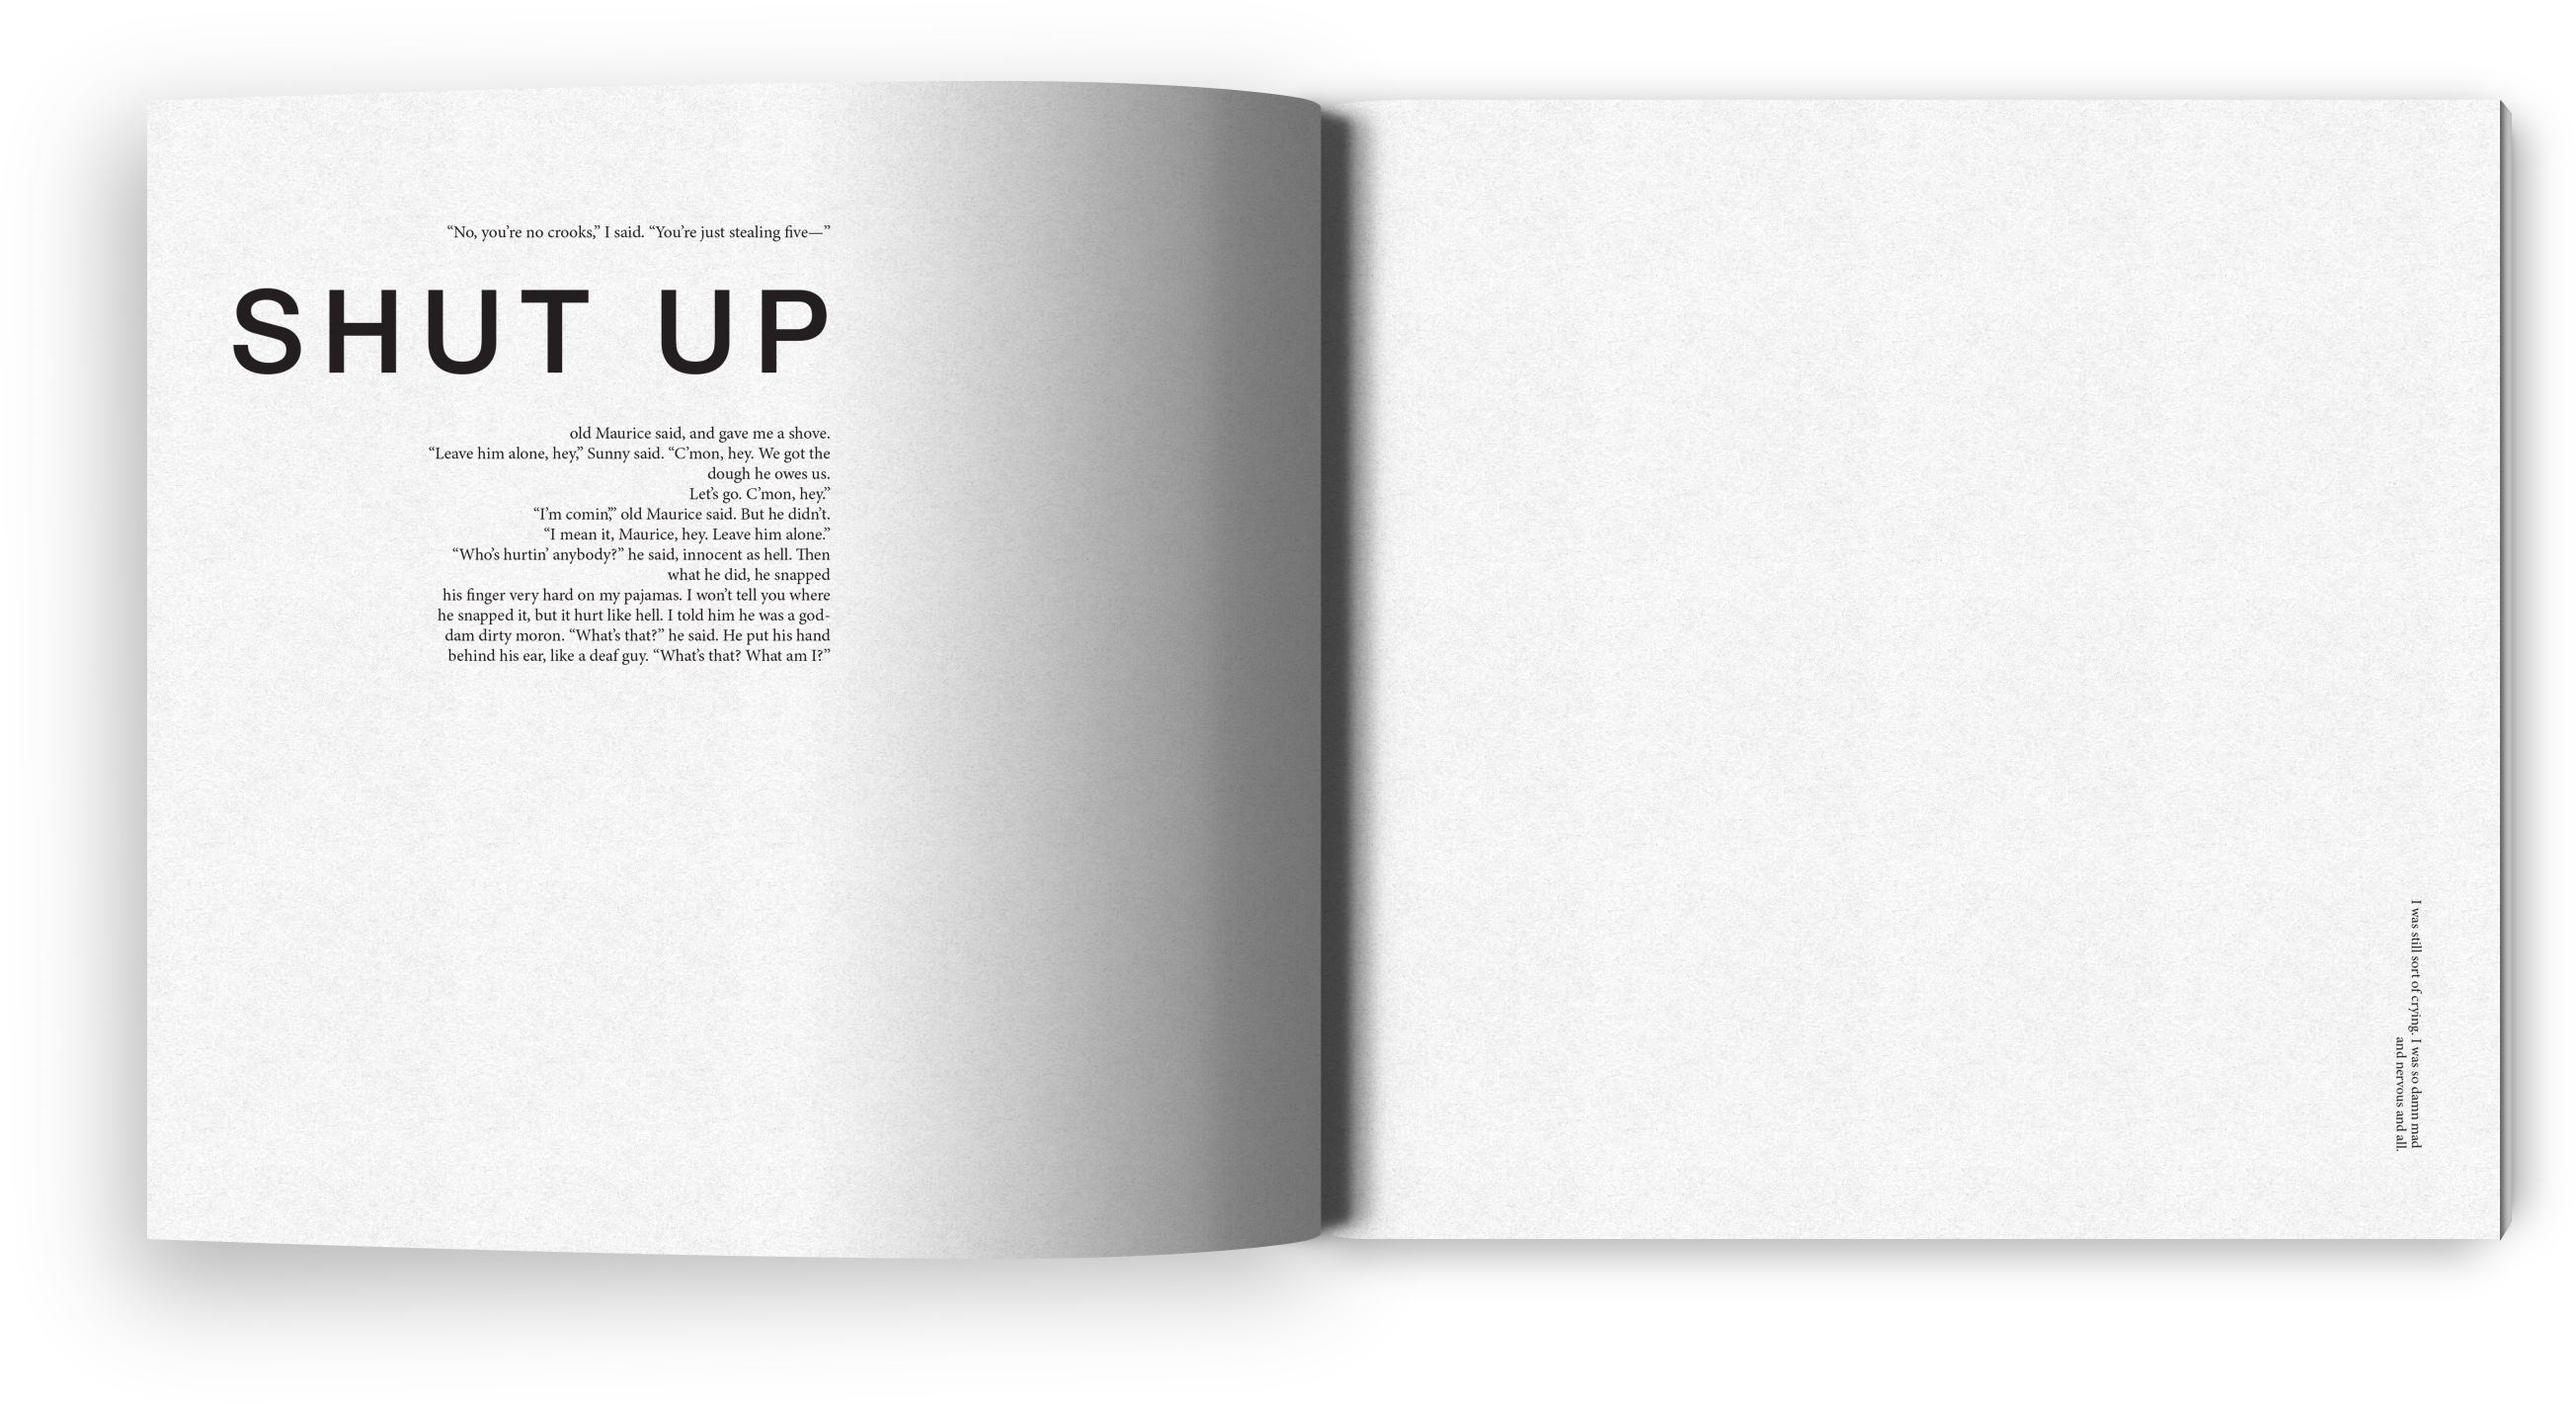 “No, you’re no crooks,” I said. “You’re just stealing five—”
SHUT UP
old Maurice said, and gave me a shove.
“Leave him alone, hey,” Sunny said. “C’mon, hey. We got the
dough he owes us.
Let’s go. C’mon, hey.”
“I’m comin’,” old Maurice said. But he didn’t.
“I mean it, Maurice, hey. Leave him alone.”
“Who’s hurtin’ anybody?” he said, innocent as hell. Then
what he did, he snapped
his finger very hard on my pajamas. I won’t tell you where
he snapped it, but it hurt like hell. I told him he was a god-
dam dirty moron. “What’s that?” he said. He put his hand
behind his ear, like a deaf guy. “What’s that? What am I?”
I was still sort of crying. I was so damn mad
and nervous and all.